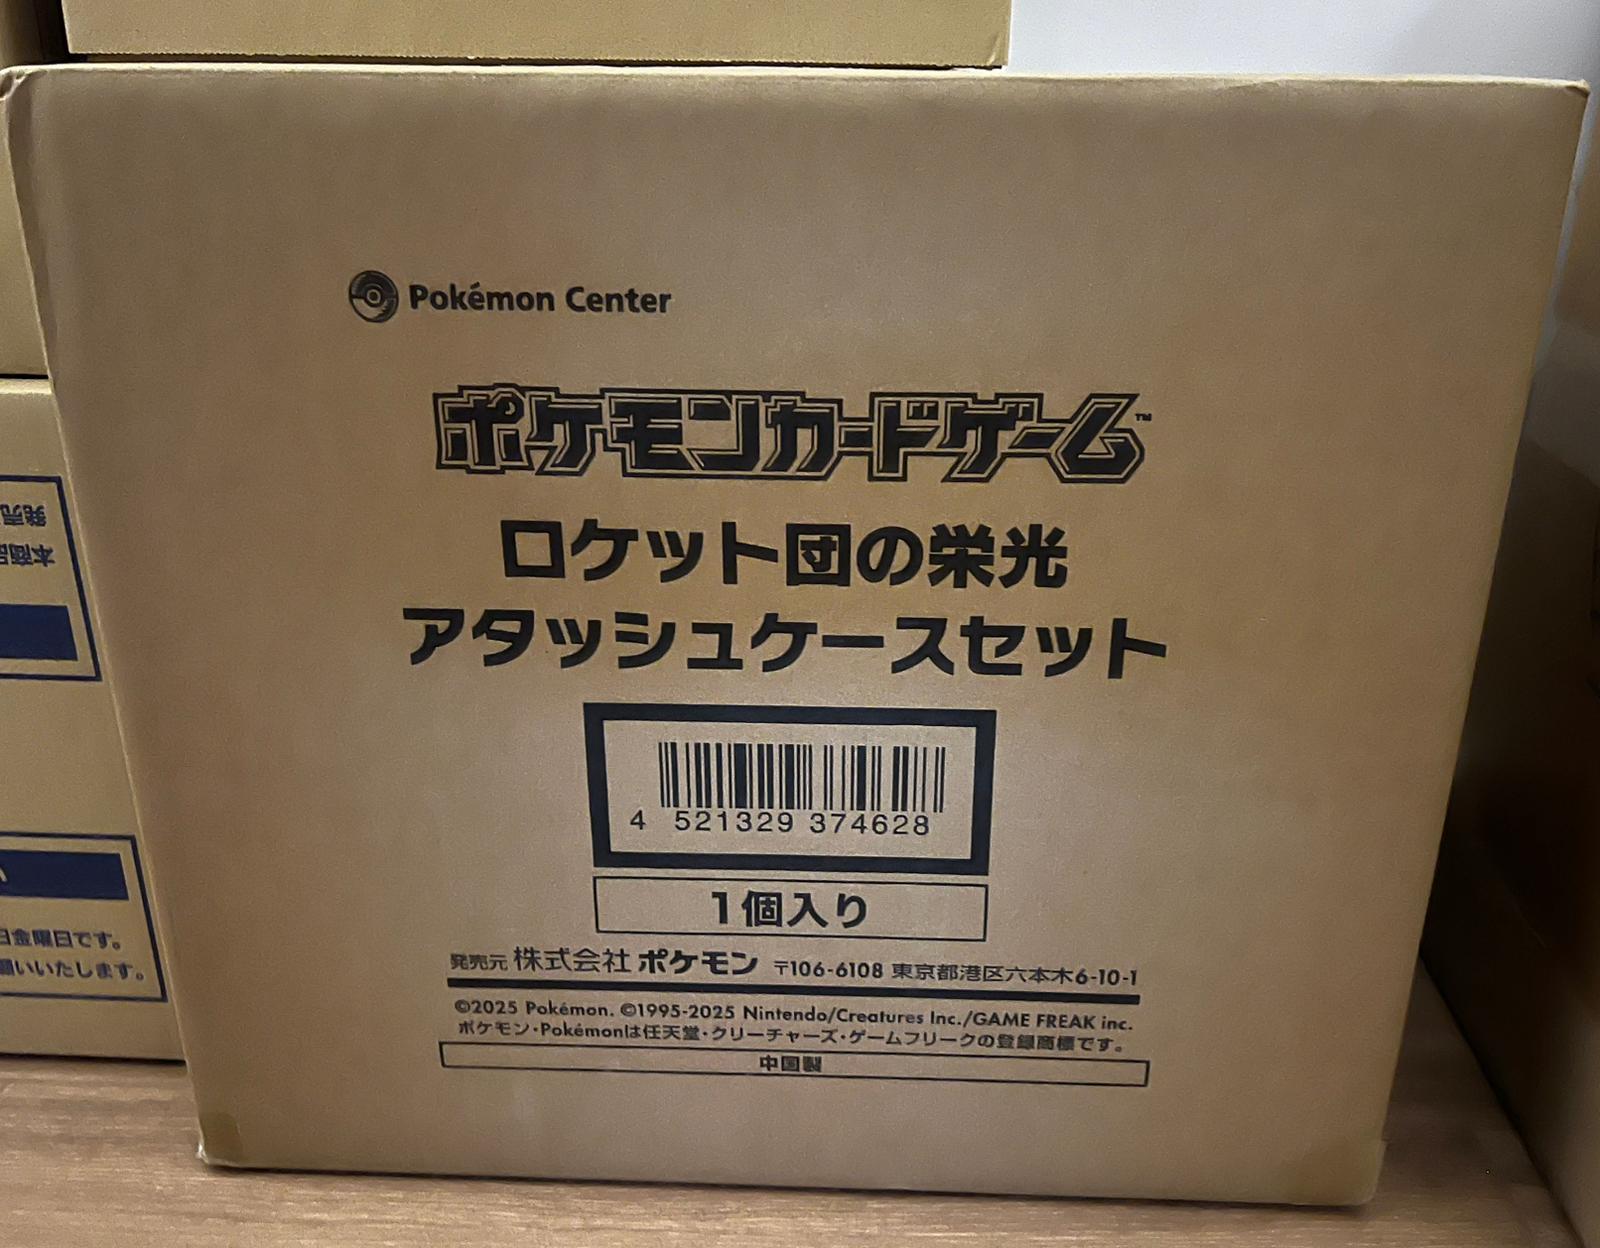 Pokémon Center
ポケモンカードゲーム™
ロケット団の栄光
アタッシュケースセット
4 521329 374628
1個入り
発売元 株式会社 ポケモン 〒106-6108 東京都港区六本木6-10-1
©2025 Pokémon. ©1995-2025 Nintendo/Creatures Inc./GAME FREAK inc.
ポケモン・Pokémonは任天堂・クリーチャーズ・ゲームフリークの登録商標です。
中国製
発売
本商品
い
日金曜日です。
願いいたします。